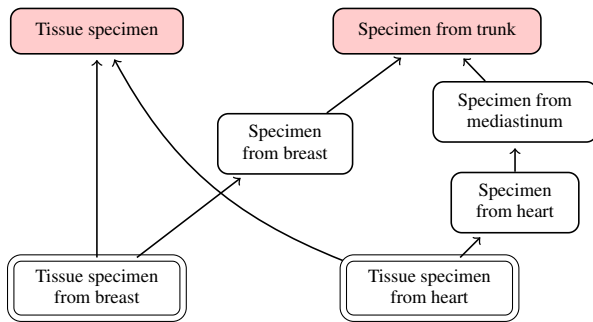 Tissue specimen
Specimen from trunk
Specimen from
mediastinum
Specimen
from breast
Specimen
from heart
Tissue specimen
from breast
Tissue specimen
from heart